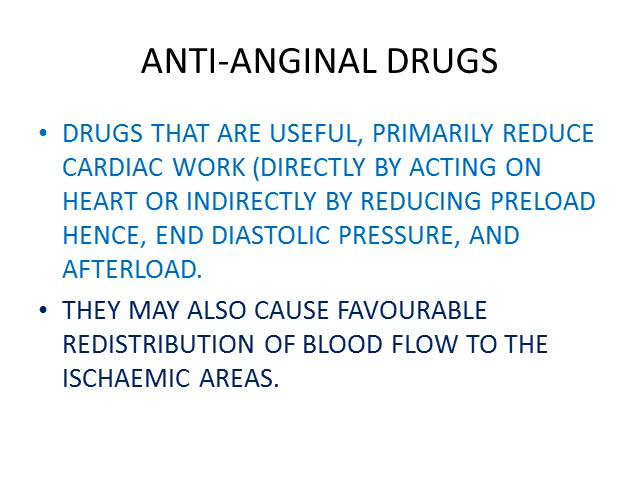 ANTI-ANGINAL DRUGS
• DRUGS THAT ARE USEFUL, PRIMARILY REDUCE
CARDIAC WORK (DIRECTLY BY ACTING ON
HEART OR INDIRECTLY BY REDUCING PRELOAD
HENCE, END DIASTOLIC PRESSURE, AND
AFTERLOAD.
• THEY MAY ALSO CAUSE FAVOURABLE
REDISTRIBUTION OF BLOOD FLOW TO THE
ISCHAEMIC AREAS.